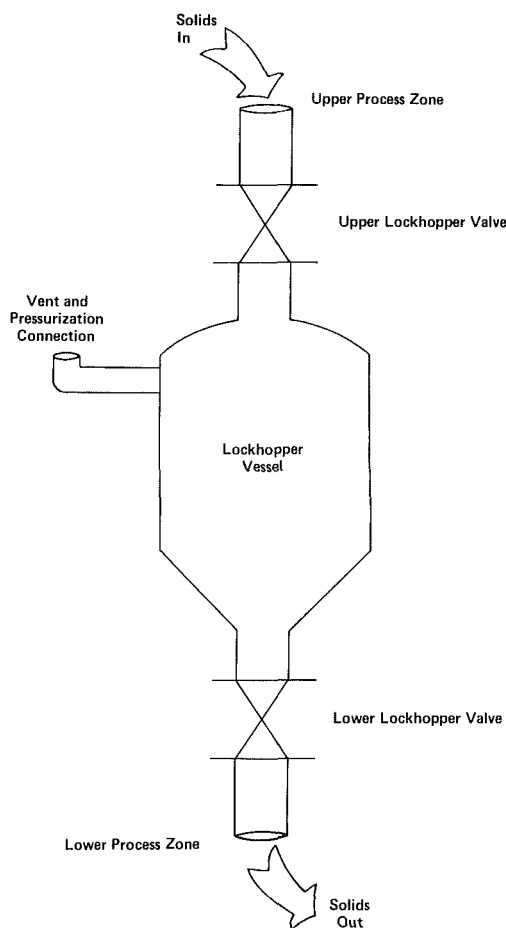 Solids
In
Upper Process Zone
Upper Lockhopper Valve
Vent and
Pressurization
Connection
Lockhopper
Vessel
Lower Lockhopper Valve
Lower Process Zone
Solids
Out